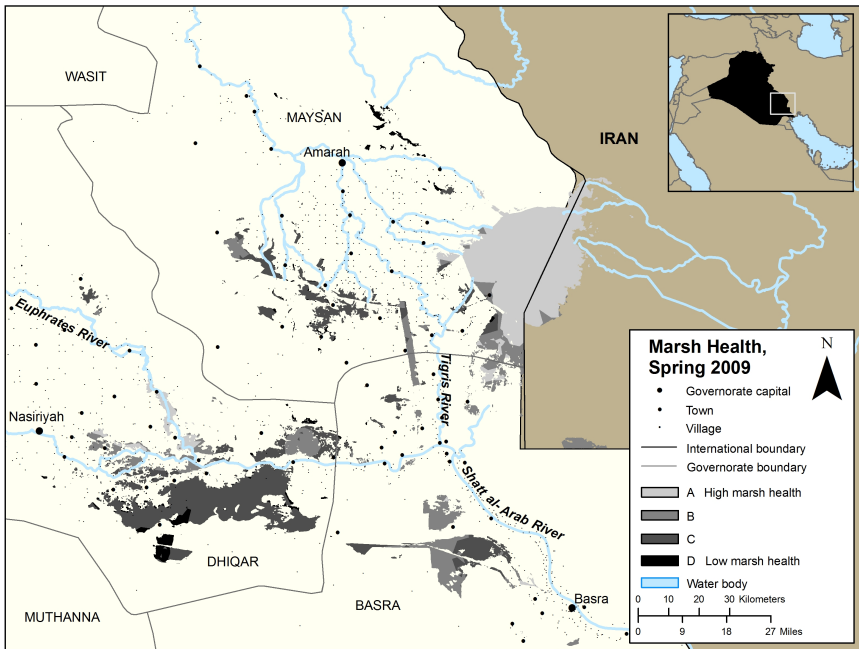 WASIT
MAYSAN
Amarah
IRAN
Euphrates River
Tigris River
Nasiriyah
Shatt al-Arab River
DHIQAR
MUTHANNA
BASRA
Basra
Marsh Health,
Spring 2009
N
Governorate capital
Town
Village
International boundary
Governorate boundary
A High marsh health
B
C
D Low marsh health
Water body
0 10 20 30 Kilometers
0 9 18 27 Miles